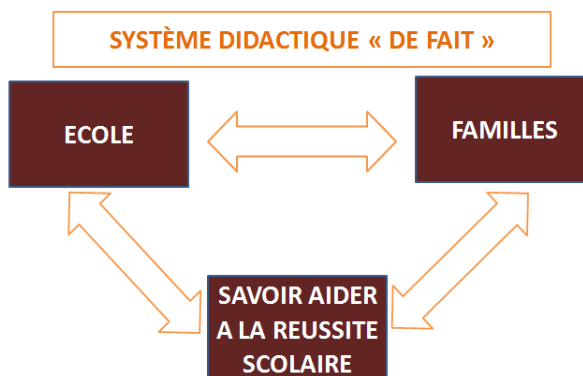 SYSTÈME DIDACTIQUE « DE FAIT »
ECOLE
FAMILLES
SAVOIR AIDER
A LA REUSSITE
SCOLAIRE